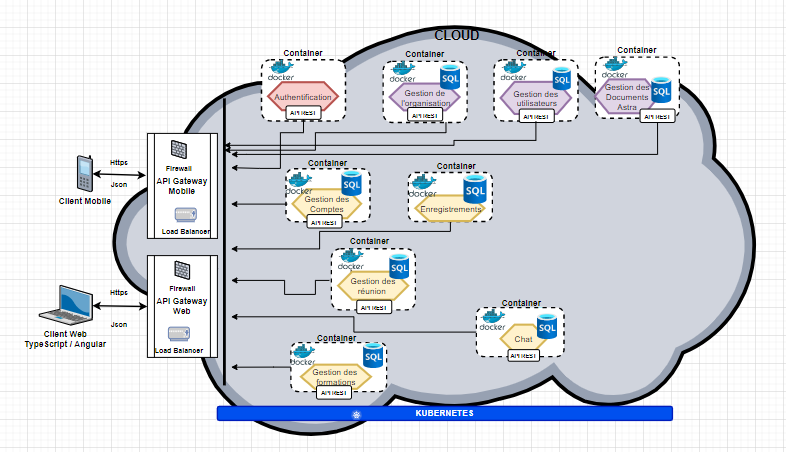 CLOUD
Container
docker
Authentification
API REST
Container
docker
SQL
Gestion de
l'organisation
API REST
Container
docker
SQL
Gestion des
utilisateurs
API REST
Container
docker
SQL
Gestion des
Documents
Astra
API REST
Client Mobile
Https
Json
Firewall
API Gateway
Mobile
Load Balancer
Container
docker
SQL
Gestion des
Comptes
API REST
Container
docker
SQL
Enregistrements
API REST
Client Web
TypeScript / Angular
Https
Json
Firewall
API Gateway
Web
Load Balancer
Container
docker
SQL
Gestion des
réunion
API REST
Container
docker
SQL
Chat
API REST
Container
docker
SQL
Gestion des
formations
API REST
KUBERNETES